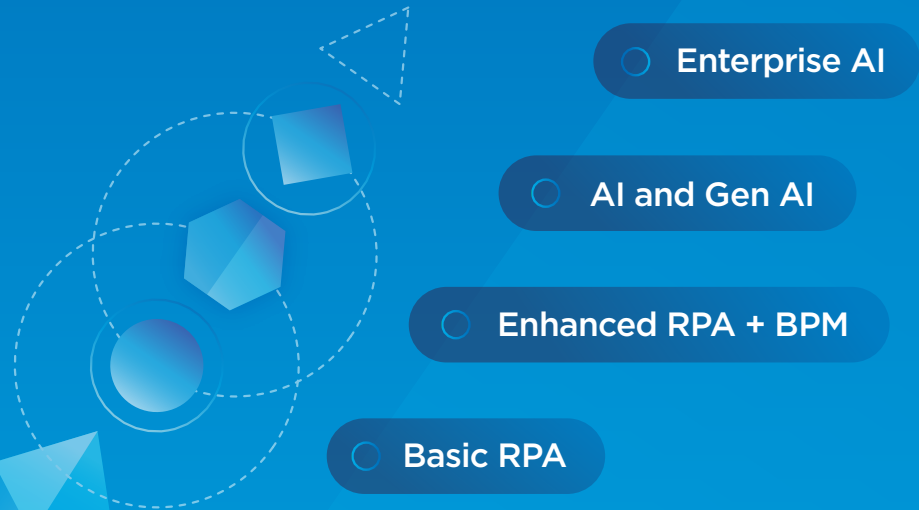 Enterprise AI
AI and Gen AI
Enhanced RPA + BPM
Basic RPA